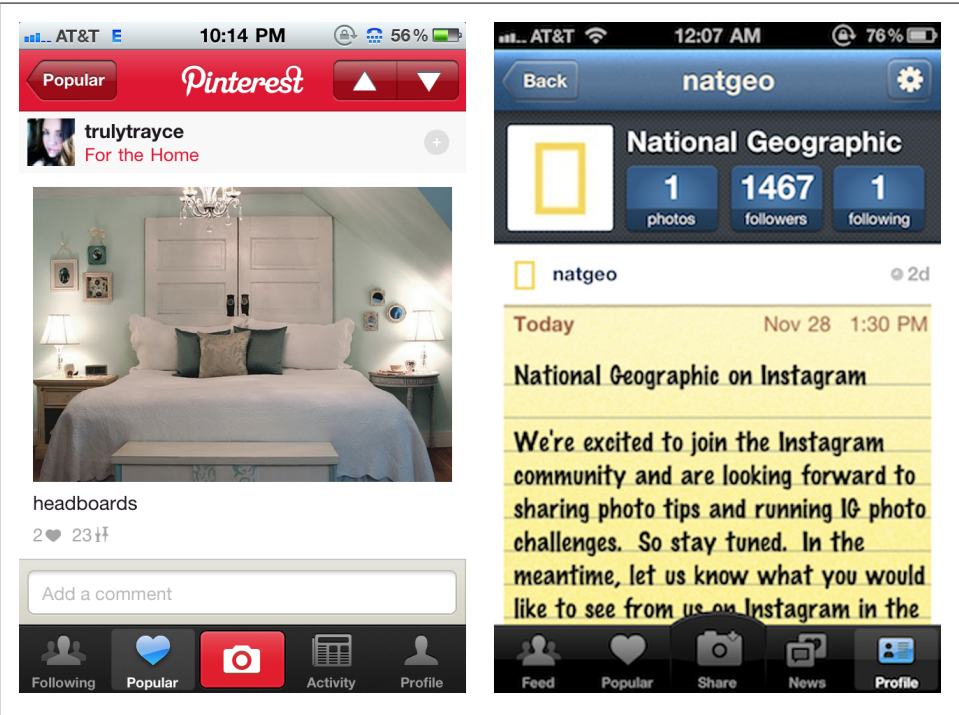 AT&T E 10:14 PM 56%
Popular Pinterest
trulytrayce
For the Home
headboards
2 23
Add a comment
Following Popular Activity Profile
AT&T 12:07 AM 76%
Back natgeo
National Geographic
1 1467 1
photos followers following
natgeo 2d
Today Nov 28 1:30 PM
National Geographic on Instagram
We're excited to join the Instagram
community and are looking forward to
sharing photo tips and running IG photo
challenges. So stay tuned. In the
meantime, let us know what you would
like to see from us on Instagram in the
Feed Popular Share News Profile